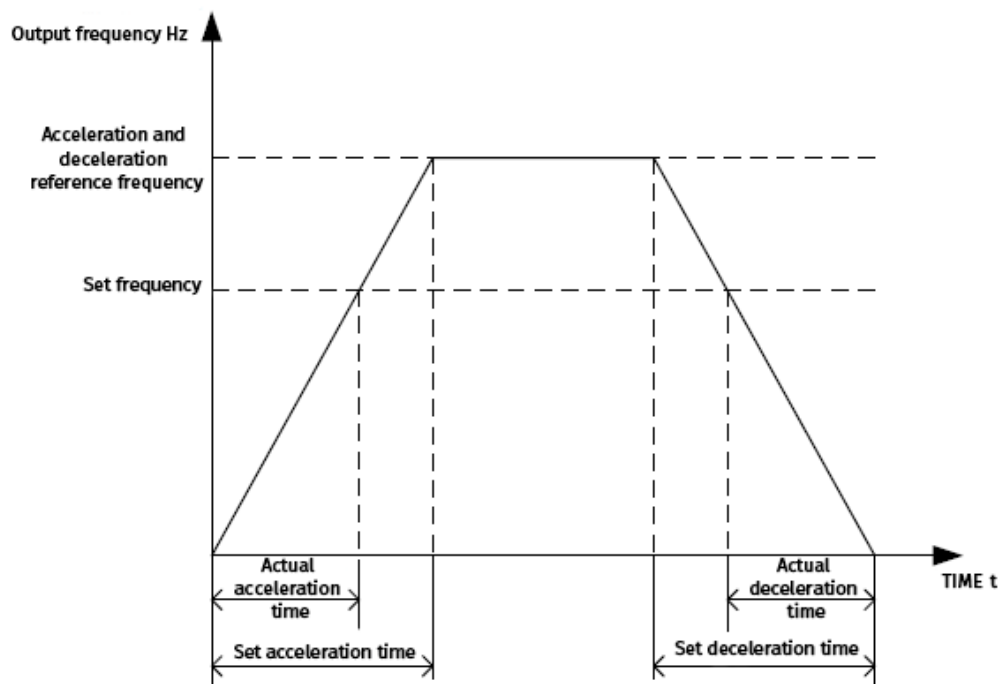 Output frequency Hz
Acceleration and
deceleration
reference frequency
Set frequency
TIME t
Actual
acceleration
time
Actual
deceleration
time
Set acceleration time
Set deceleration time